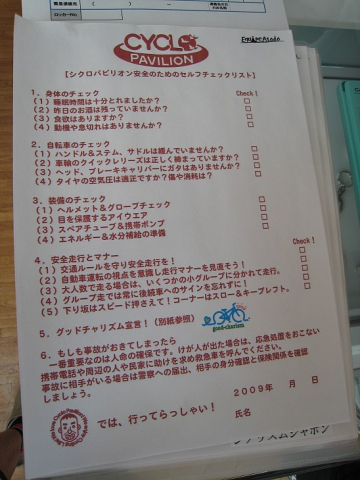 CYCLO
PAVILION
Equipe Asada
【シクロパビリオン安全のためのセルフチェックリスト】
1．身体のチェック Check!
(1) 睡眠時間は十分とれましたか? □
(2) 昨日のお酒は残っていませんか? □
(3) 食欲はありますか? □
(4) 動機や息切れはありますか? □
2．自転車のチェック
(1) ハンドル＆ステム、サドルは緩んでいませんか? □
(2) 車輪のクイックレリーズは正しく締まっていますか? □
(3) ヘッド、ブレーキキャリパーにガタはありませんか? □
(4) タイヤの空気圧は適正ですか?傷や消耗は? □
3．装備のチェック
(1) ヘルメット＆グローブチェック □
(2) 目を保護するアイウエア □
(3) スペアチューブ＆携帯ポンプ □
(4) エネルギー＆水分補給の準備 □
4．安全走行とマナー Check!
(1) 交通ルールを守り安全走行を! □
(2) 自動車運転の視点を意識し走行マナーを見直そう! □
(3) 大人数で走る場合は、いくつかの小グループに分かれて走行。 □
(4) グループ走では常に後続車へのサインを忘れずに! □
(5) 下り坂はスピード押さえて!コーナーはスロー＆キープレフト。 □
5．グッドチャリズム宣言!（別紙参照）
good-charism
6．もしも事故がおきてしまったら
一番重要なのは人命の確保です。けが人が出た場合は、応急処置をおこない
携帯電話や周辺の人や民家に助けを求め救急車を呼んでください。
事故に相手がいる場合は警察への届出、相手の身分確認と保険関係を確認
しましょう。
2009年 月 日
では、行ってらっしゃい!
氏名